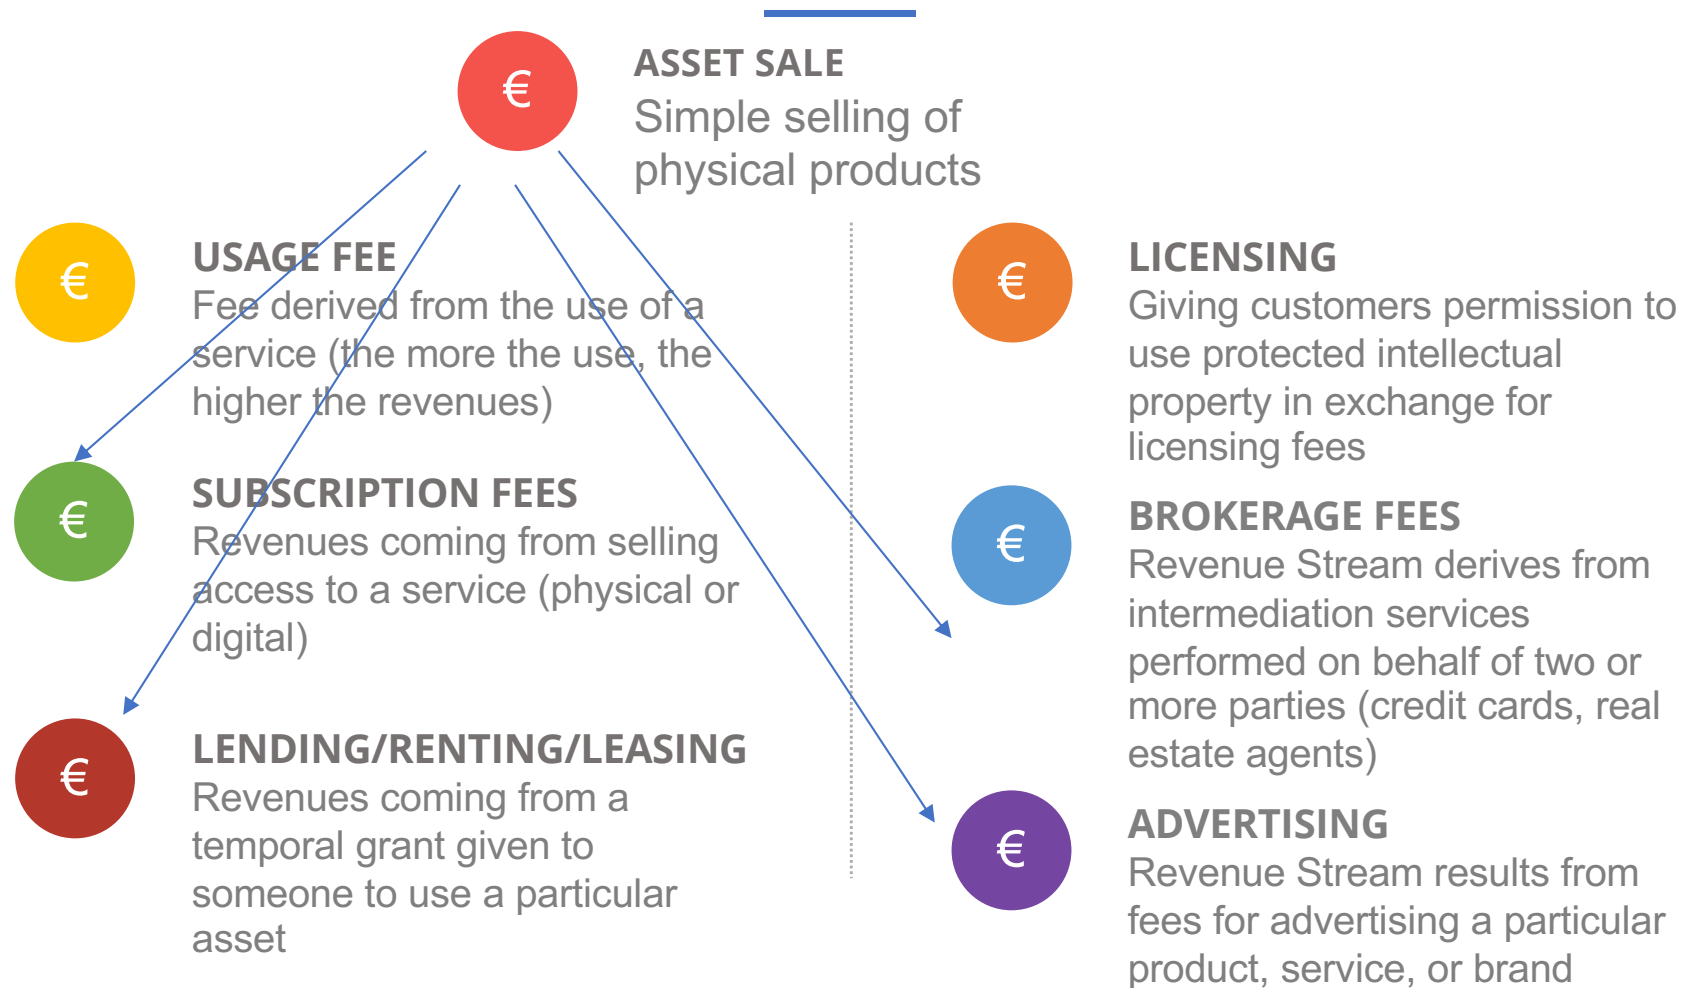 €
ASSET SALE
Simple selling of
physical products
€
USAGE FEE
Fee derived from the use of a
service (the more the use, the
higher the revenues)
€
SUBSCRIPTION FEES
Revenues coming from selling
access to a service (physical or
digital)
€
LENDING/RENTING/LEASING
Revenues coming from a
temporal grant given to
someone to use a particular
asset
€
LICENSING
Giving customers permission to
use protected intellectual
property in exchange for
licensing fees
€
BROKERAGE FEES
Revenue Stream derives from
intermediation services
performed on behalf of two or
more parties (credit cards, real
estate agents)
€
ADVERTISING
Revenue Stream results from
fees for advertising a particular
product, service, or brand